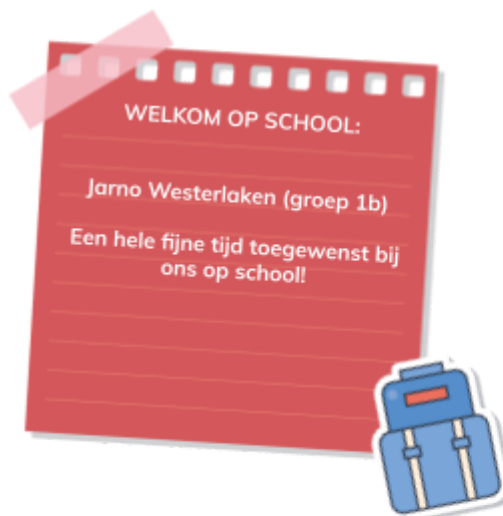 WELKOM OP SCHOOL:
Jarno Westerlaken (groep 1b)
Een hele fijne tijd toegewenst bij
ons op school!